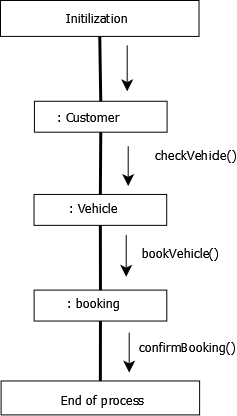 Initilization
: Customer
checkVehide()
: Vehicle
bookVehicle()
: booking
confirmBooking()
End of process